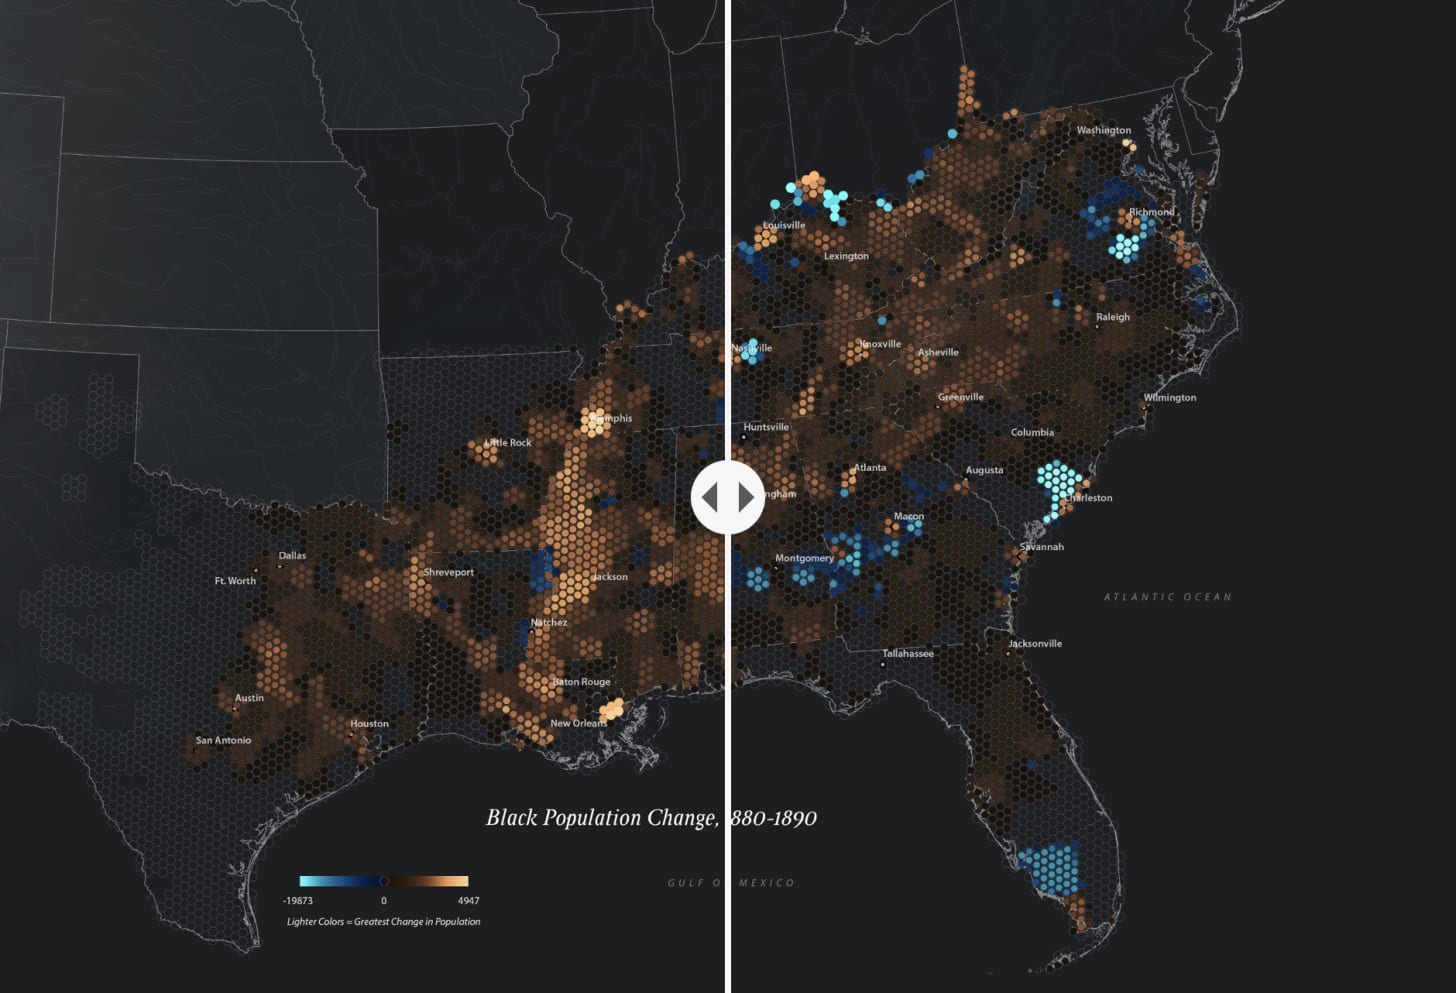 Washington
Richmond
Louisville
Lexington
Raleigh
Nashville
Knoxville
Asheville
Greenville
Wilmington
Memphis
Huntsville
Columbia
Little Rock
Atlanta
Augusta
ngham
Charleston
Macon
Savannah
Dallas
Montgomery
Ft. Worth
Shreveport
Jackson
ATLANTIC OCEAN
Natchez
Jacksonville
Tallahassee
Baton Rouge
Austin
Houston
New Orleans
San Antonio
Black Population Change, 880-1890
GULF O MEXICO
-19873 0 4947
Lighter Colors = Greatest Change in Population